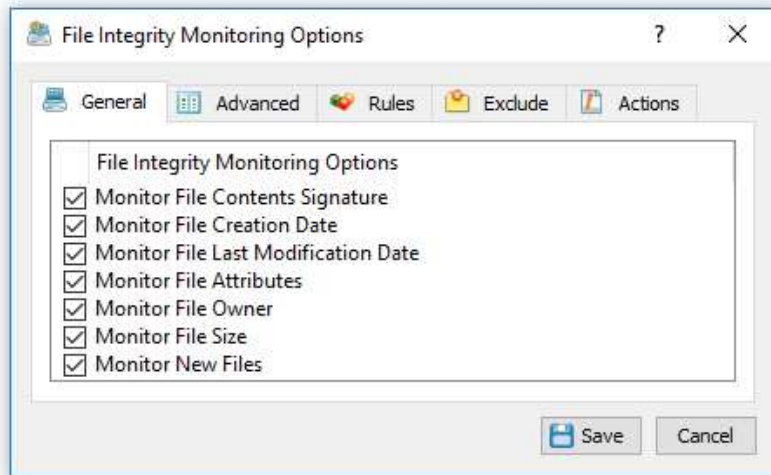 File Integrity Monitoring Options ?
General Advanced Rules Exclude Actions
File Integrity Monitoring Options
Monitor File Contents Signature
Monitor File Creation Date
Monitor File Last Modification Date
Monitor File Attributes
Monitor File Owner
Monitor File Size
Monitor New Files
Save Cancel